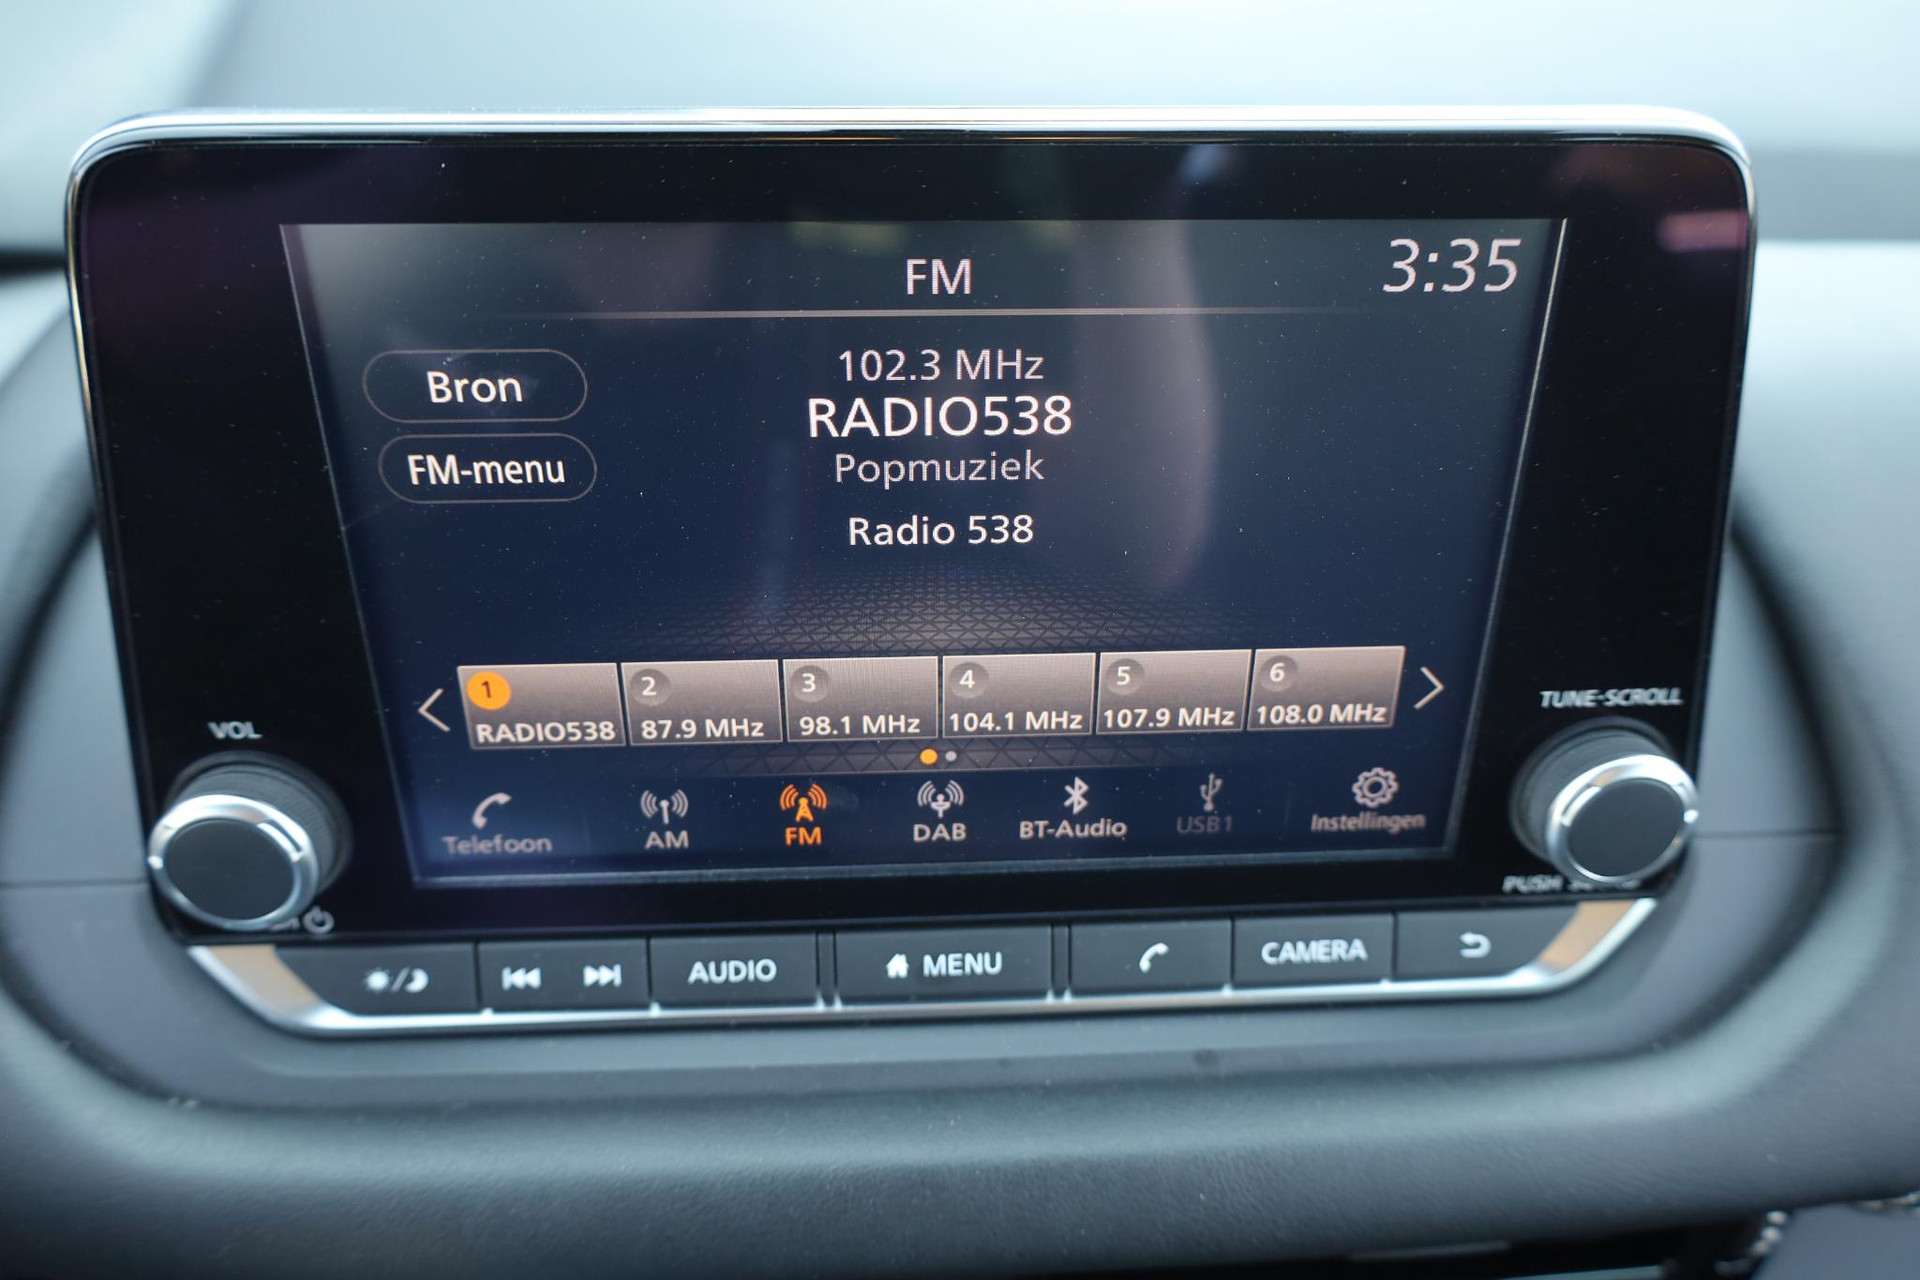 FM
3:35
Bron
FM-menu
102.3 MHz
RADIO538
Popmuziek
Radio 538
1
RADIO538
2
87.9 MHz
3
98.1 MHz
4
104.1 MHz
5
107.9 MHz
6
108.0 MHz
Telefoon
AM
FM
DAB
BT-Audio
USB1
Instellingen
VOL
TUNE-SCROLL
PUSH
AUDIO
MENU
CAMERA